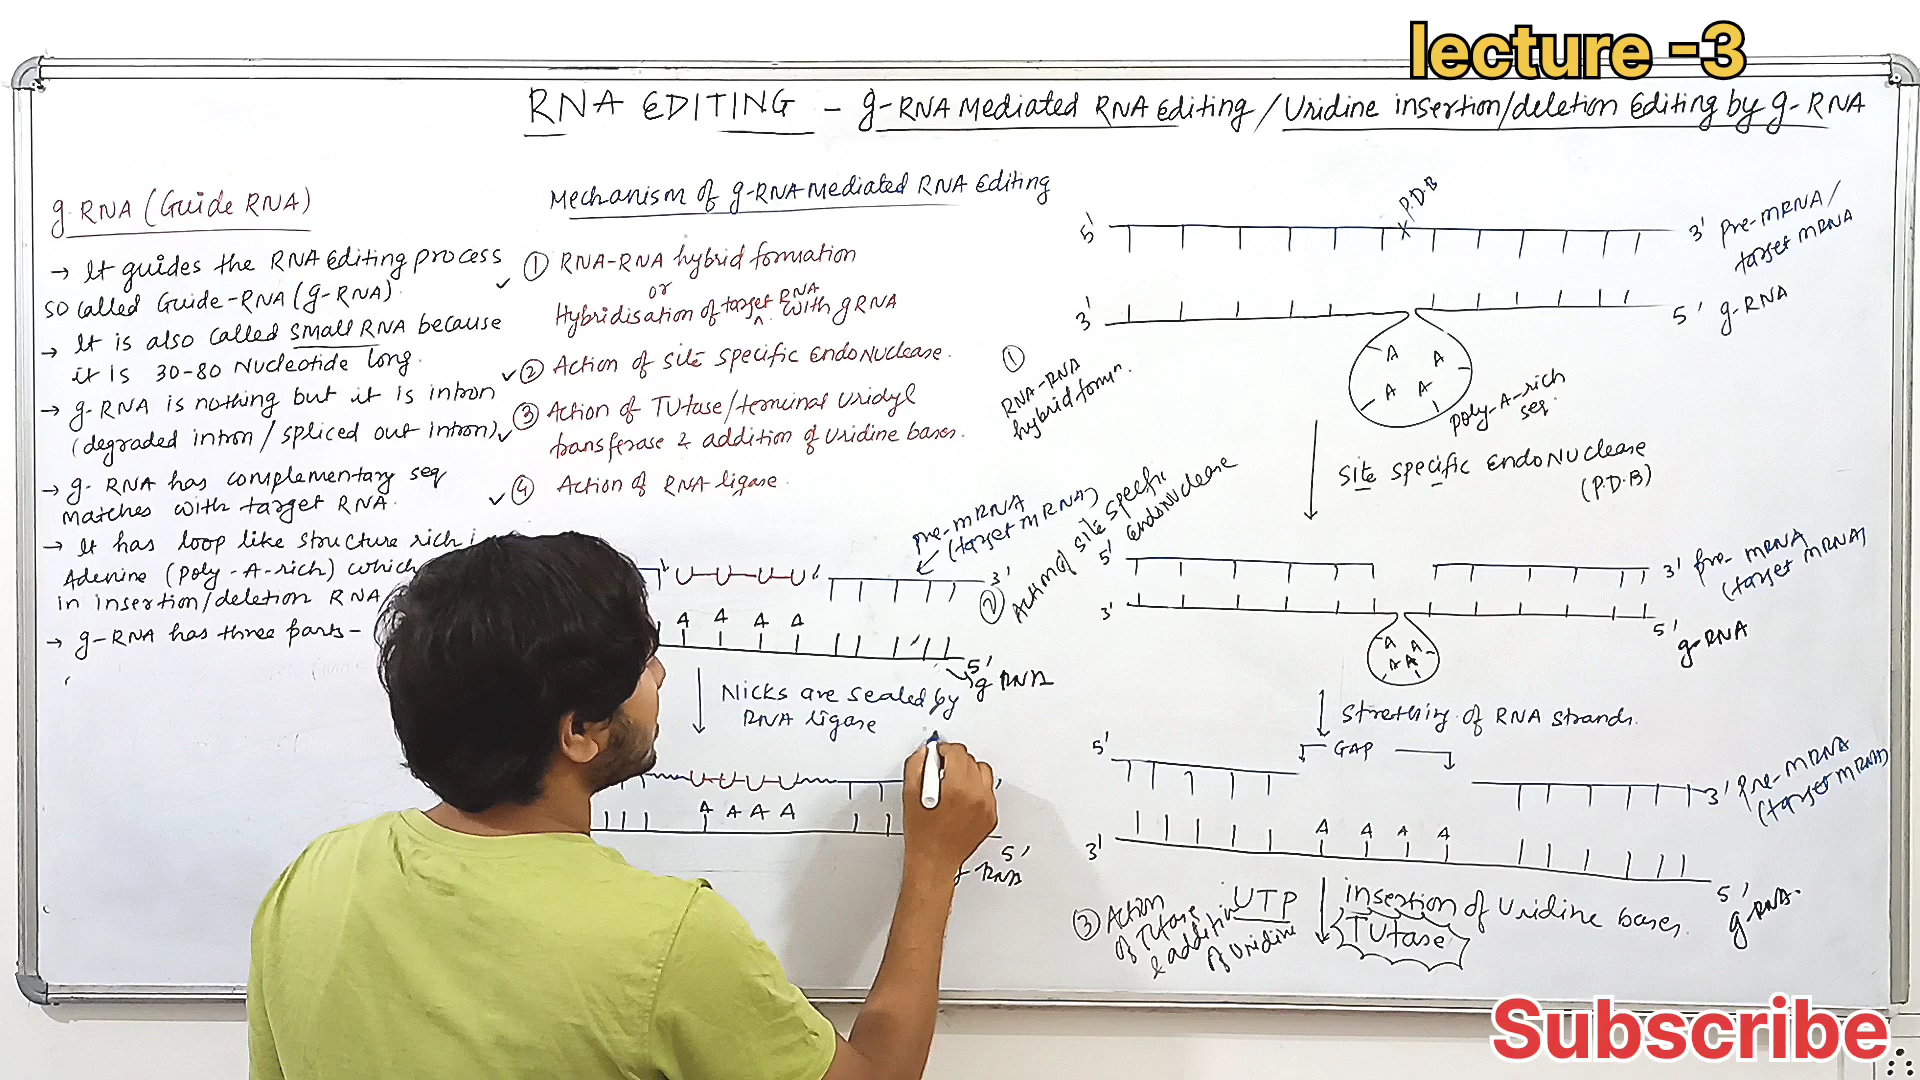 lecture -3
RNA EDITING - g-RNA Mediated RNA Editing / Uridine insertion/deletion Editing by g-RNA
g-RNA (Guide RNA)
→ It guides the RNA Editing process
so called Guide-RNA (g-RNA).
→ It is also called small RNA because
it is 30-80 Nucleotide long.
→ g-RNA is nothing but it is intron
(degraded intron / spliced out intron)
→ g-RNA has complementary seq
matches with target RNA.
→ It has loop like structure rich i
Adenine (poly-A-rich) which
in insertion/deletion RNA
→ g-RNA has three parts-
Mechanism of g-RNA Mediated RNA Editing
✓ ① RNA-RNA hybrid formation
or
Hybridisation of target RNA with gRNA
✓ ② Action of site specific EndoNuclease.
✓ ③ Action of TUtase/terminal uridyl
transferase & addition of Uridine bases.
✓ ④ Action of RNA ligase.
P.D.B
X
5' 3' Pre-mRNA/
target mRNA
3' 5' g-RNA
A A
A A
Poly-A-rich
seq.
①
RNA-RNA
hybrid formⁿ.
Site specific EndoNuclease
(P.D.B)
② Action of site specific
EndoNuclease
5' 3' Pre-mRNA
(target mRNA)
3' 5' g-RNA
A A
A A
Stretching of RNA strands.
GAP
5' 3' Pre-mRNA
(target mRNA)
A A A A
3' 5'
g-RNA.
③ Action
of TUtase
& addition
of Uridine
UTP
insertion of Uridine bases.
TUtase
Pre-mRNA
(target mRNA)
U U U U 3'
A A A A
5'
g RNA
Nicks are sealed by
RNA ligase
U U U U
A A A A
5'
RNA
Subscribe